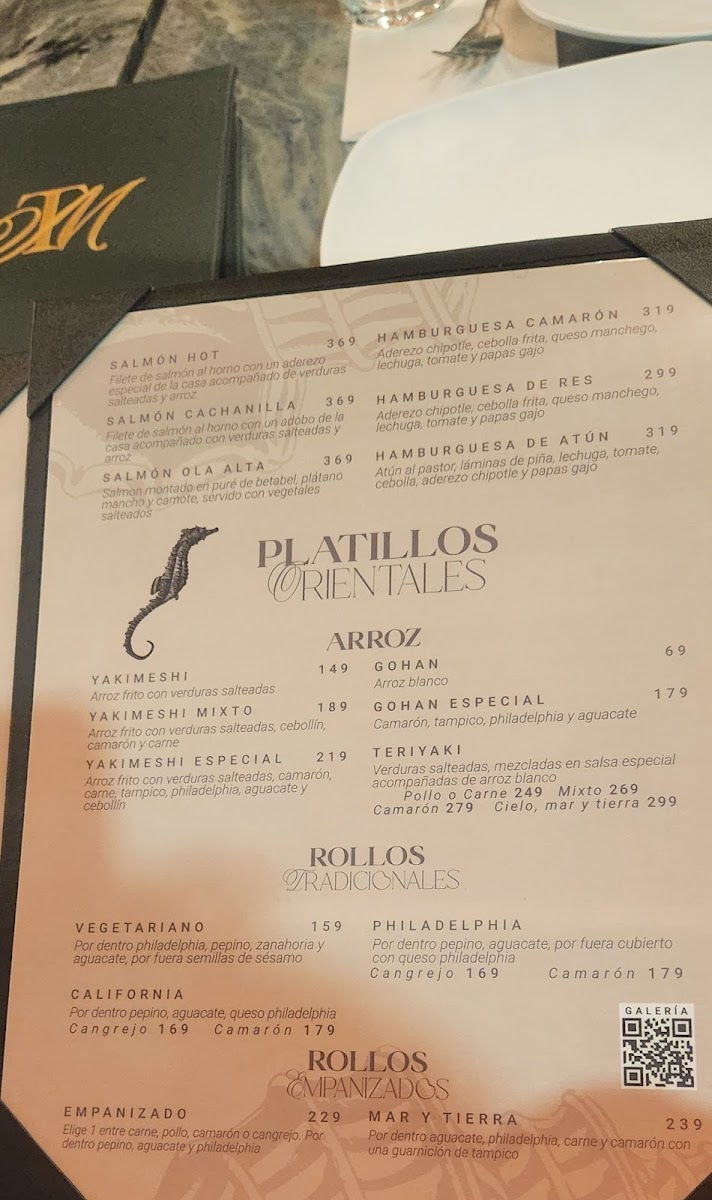 SALMÓN HOT 369
Filete de salmón al horno con un aderezo
especial de la casa acompañado de verduras
salteadas y arroz
SALMÓN CACHANILLA 369
Filete de salmón al horno con un adobo de la
casa acompañado con verduras salteadas y
arroz
SALMÓN OLA ALTA 369
Salmon montado en puré de betabel, plátano
mancho y camote, servido con vegetales
salteados
HAMBURGUESA CAMARÓN 319
Aderezo chipotle, cebolla frita, queso manchego,
lechuga, tomate y papas gajo
HAMBURGUESA DE RES 299
Aderezo chipotle, cebolla frita, queso manchego,
lechuga, tomate y papas gajo
HAMBURGUESA DE ATÚN 319
Atún al pastor, láminas de piña, lechuga, tomate,
cebolla, aderezo chipotle y papas gajo
PLATILLOS
ORIENTALES
ARROZ
YAKIMESHI 149
Arroz frito con verduras salteadas
YAKIMESHI MIXTO 189
Arroz frito con verduras salteadas, cebollín,
camarón y carne
YAKIMESHI ESPECIAL 219
Arroz frito con verduras salteadas, camarón,
carne, tampico, philadelphia, aguacate y
cebollín
GOHAN 69
Arroz blanco
GOHAN ESPECIAL 179
Camarón, tampico, philadelphia y aguacate
TERIYAKI
Verduras salteadas, mezcladas en salsa especial
acompañadas de arroz blanco
Pollo o Carne 249 Mixto 269
Camarón 279 Cielo, mar y tierra 299
ROLLOS
TRADICIONALES
VEGETARIANO 159
Por dentro philadelphia, pepino, zanahoria y
aguacate, por fuera semillas de sésamo
CALIFORNIA
Por dentro pepino, aguacate, queso philadelphia
Cangrejo 169 Camarón 179
PHILADELPHIA
Por dentro pepino, aguacate, por fuera cubierto
con queso philadelphia
Cangrejo 169 Camarón 179
GALERÍA
ROLLOS
EMPANIZADOS
EMPANIZADO 229
Elige 1 entre carne, pollo, camarón o cangrejo. Por
dentro pepino, aguacate y philadelphia
MAR Y TIERRA 239
Por dentro aguacate, philadelphia, carne y camarón con
una guarnición de tampico